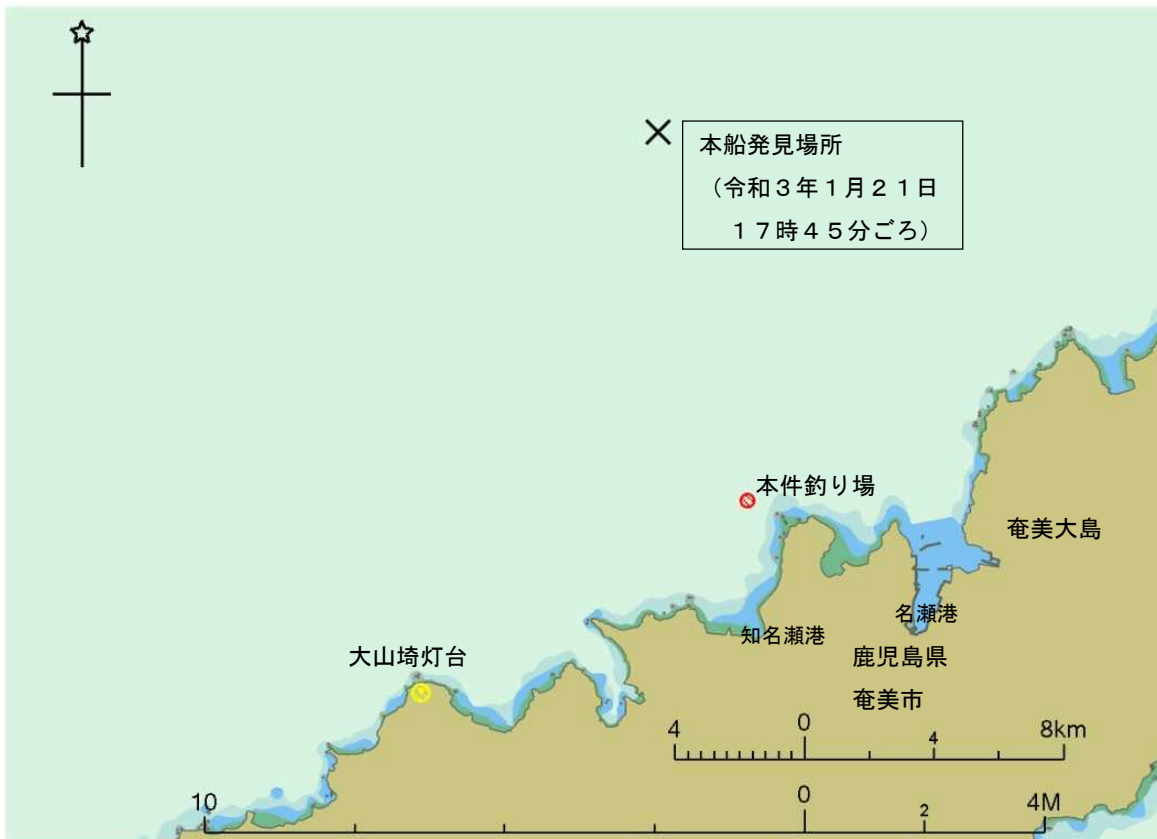 本船発見場所
（令和３年１月２１日
１７時４５分ごろ）
本件釣り場
奄美大島
名瀬港
知名瀬港
大山埼灯台
鹿児島県
奄美市
4 0 4 8km
10 0 2 4M